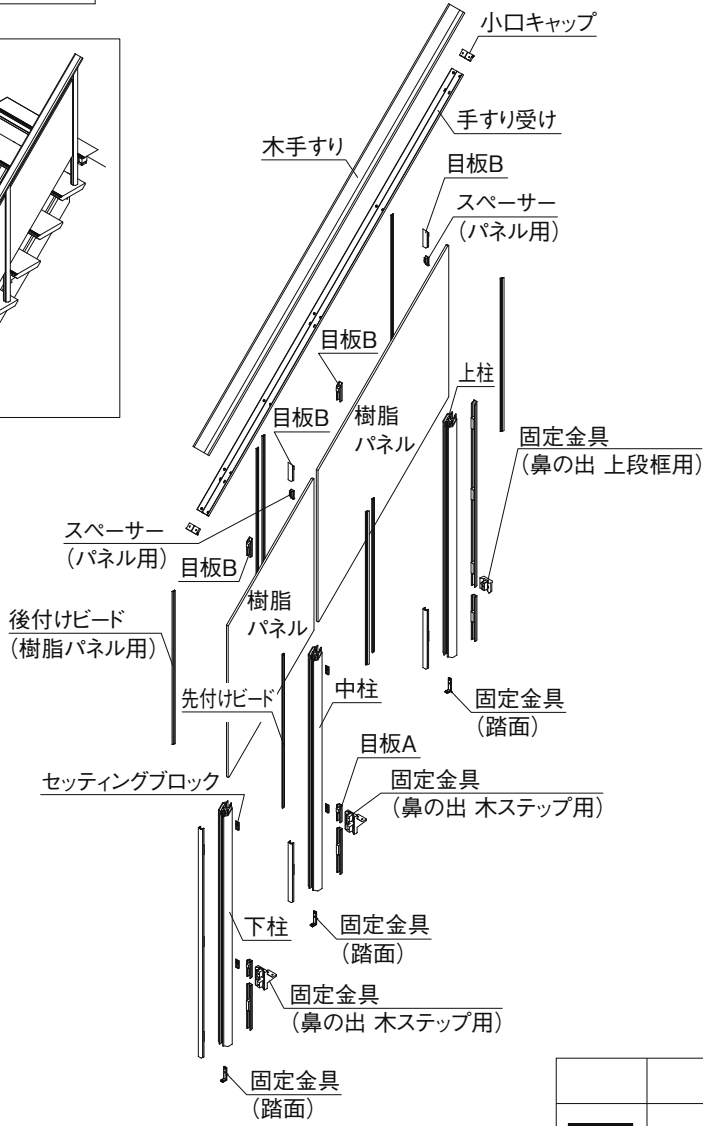 小口キャップ
手すり受け
木手すり
目板B
スペーサー
(パネル用)
目板B
上柱
樹脂
パネル
目板B
固定金具
(鼻の出 上段框用)
スペーサー
(パネル用)
目板B
樹脂
パネル
後付けビード
(樹脂パネル用)
先付けビード
中柱
固定金具
(踏面)
目板A
セッティングブロック
固定金具
(鼻の出 木ステップ用)
下柱
固定金具
(踏面)
固定金具
(鼻の出 木ステップ用)
固定金具
(踏面)